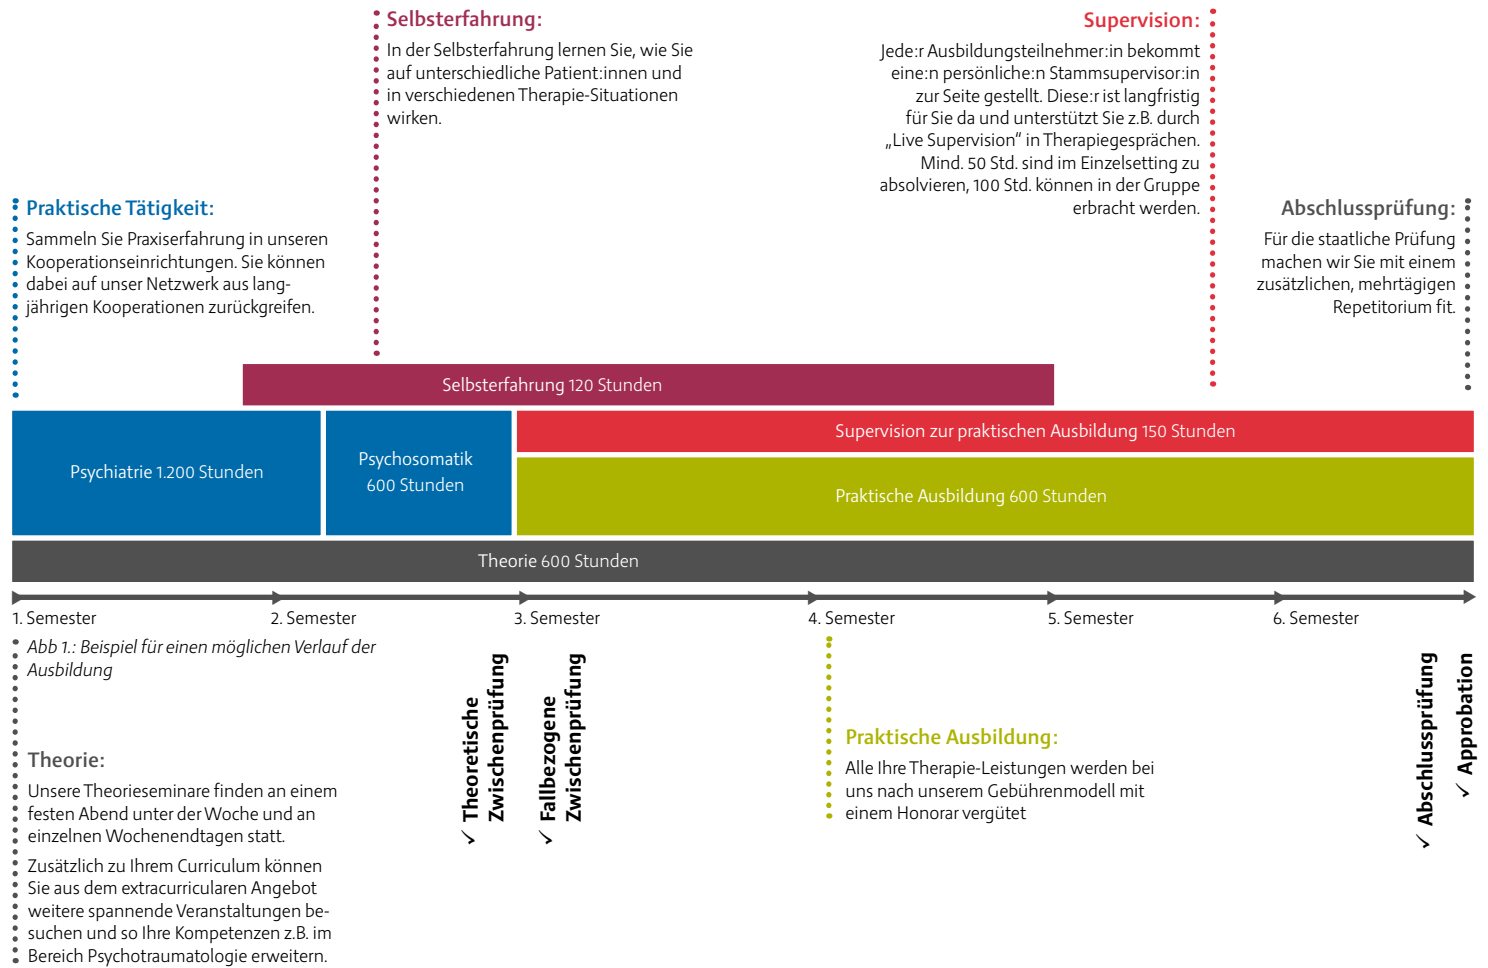 Selbsterfahrung:
In der Selbsterfahrung lernen Sie, wie Sie
auf unterschiedliche Patient:innen und
in verschiedenen Therapie-Situationen
wirken.
Supervision:
Jede:r Ausbildungsteilnehmer:in bekommt
eine:n persönliche:n Stammsupervisor:in
zur Seite gestellt. Diese:r ist langfristig
für Sie da und unterstützt Sie z.B. durch
„Live Supervision“ in Therapiegesprächen.
Mind. 50 Std. sind im Einzelsetting zu
absolvieren, 100 Std. können in der Gruppe
erbracht werden.
Praktische Tätigkeit:
Sammeln Sie Praxiserfahrung in unseren
Kooperationseinrichtungen. Sie können
dabei auf unser Netzwerk aus lang-
jährigen Kooperationen zurückgreifen.
Abschlussprüfung:
Für die staatliche Prüfung
machen wir Sie mit einem
zusätzlichen, mehrtägigen
Repetitorium fit.
Selbsterfahrung 120 Stunden
Psychiatrie 1.200 Stunden
Psychosomatik
600 Stunden
Supervision zur praktischen Ausbildung 150 Stunden
Praktische Ausbildung 600 Stunden
Theorie 600 Stunden
1. Semester
2. Semester
3. Semester
4. Semester
5. Semester
6. Semester
Abb 1.: Beispiel für einen möglichen Verlauf der
Ausbildung
✓ Theoretische
Zwischenprüfung
✓ Fallbezogene
Zwischenprüfung
✓ Abschlussprüfung
✓ Approbation
Praktische Ausbildung:
Alle Ihre Therapie-Leistungen werden bei
uns nach unserem Gebührenmodell mit
einem Honorar vergütet
Theorie:
Unsere Theorieseminare finden an einem
festen Abend unter der Woche und an
einzelnen Wochenendtagen statt.
Zusätzlich zu Ihrem Curriculum können
Sie aus dem extracurricularen Angebot
weitere spannende Veranstaltungen be-
suchen und so Ihre Kompetenzen z.B. im
Bereich Psychotraumatologie erweitern.